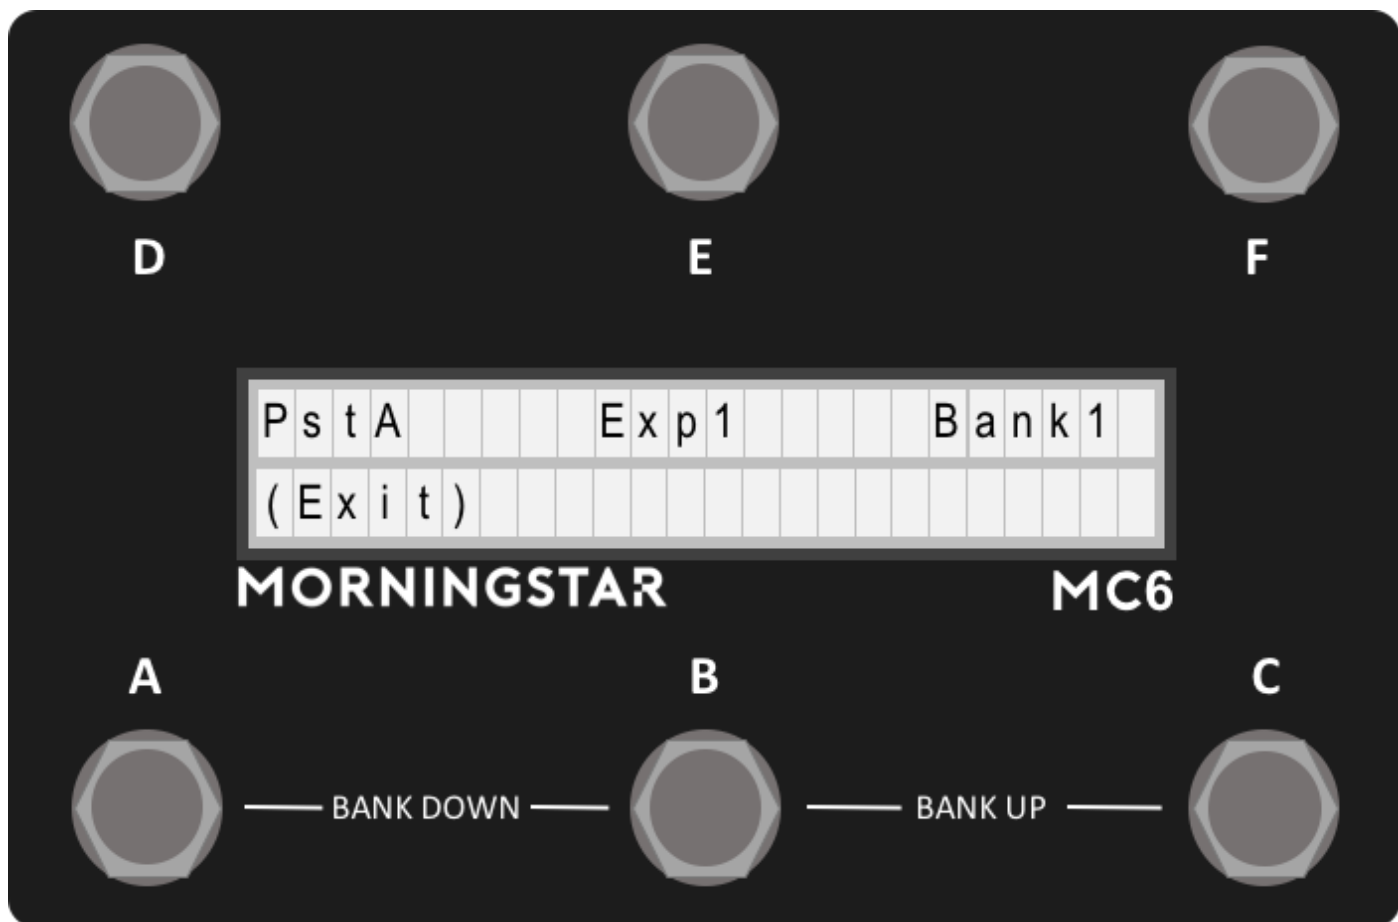 D E F
PstA Exp1 Bank1
(Exit)
MORNINGSTAR MC6
A B C
BANK DOWN BANK UP